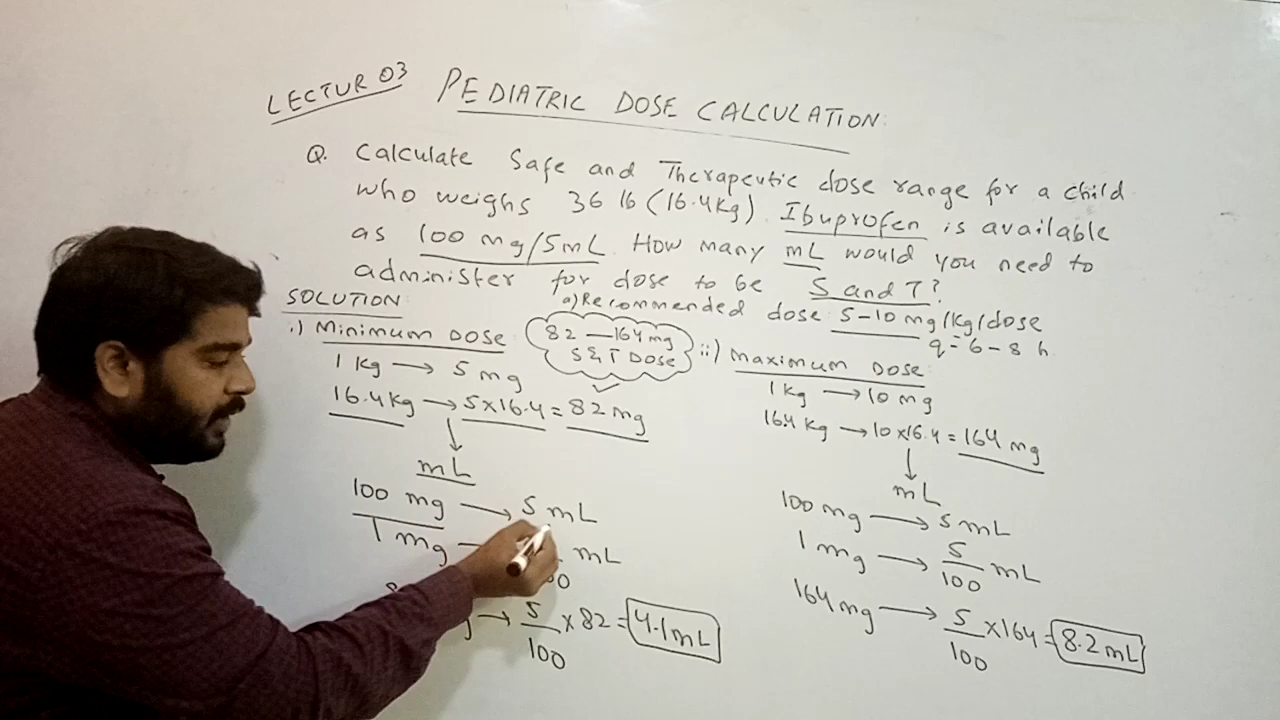 LECTUR 03
PEDIATRIC DOSE CALCULATION:
Q. Calculate Safe and Therapeutic dose range for a child
who weighs 36 lb (16.4Kg). Ibuprofen is available
as 100 mg/5mL. How many mL would you need to
administer for dose to be S and T?
a) Recommended dose: 5-10 mg/kg/dose
q = 6-8 h
SOLUTION:
i) Minimum DOSE
1 Kg → 5 mg
16.4 kg → 5×16.4 = 82 mg
mL
100 mg → 5 mL
1 mg → mL
→ 5/100 ×82 = 4.1mL
82 — 164 mg
S & T DOSE
ii) Maximum DOSE:
1 kg → 10 mg
16.4 kg → 10×16.4 = 164 mg
mL
100 mg → 5 mL
1 mg → 5/100 mL
164 mg → 5/100 ×164 = 8.2 mL